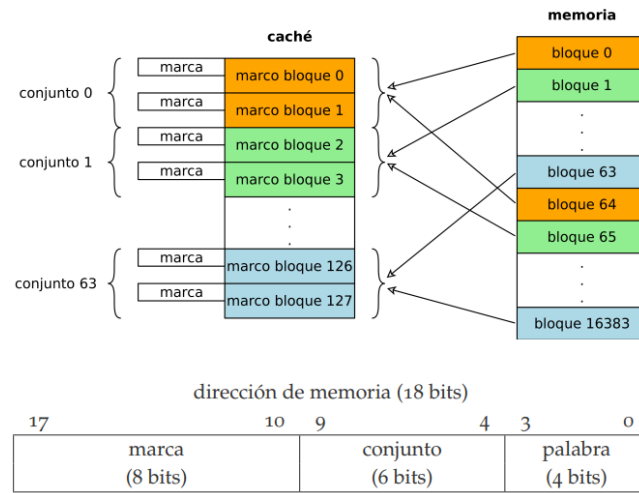 caché
memoria
conjunto 0
marca
marco bloque 0
marca
marco bloque 1
conjunto 1
marca
marco bloque 2
marca
marco bloque 3
.
.
.
conjunto 63
marca
marco bloque 126
marca
marco bloque 127
bloque 0
bloque 1
.
.
.
bloque 63
bloque 64
bloque 65
.
.
.
bloque 16383
dirección de memoria (18 bits)
17 10 9 4 3 0
marca conjunto palabra
(8 bits) (6 bits) (4 bits)